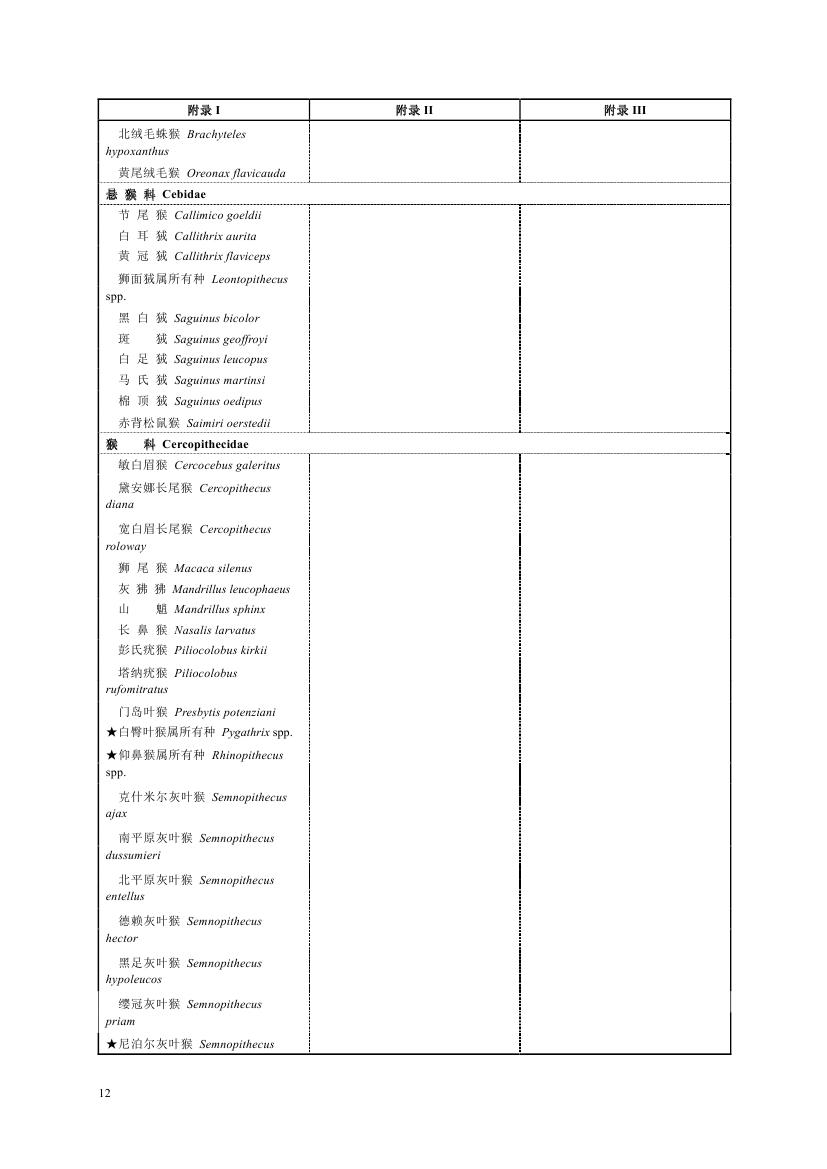 附录 I 附录 II 附录 III
北绒毛蛛猴 Brachyteles
hypoxanthus
黄尾绒毛猴 Oreonax flavicauda
悬 猴 科 Cebidae
节 尾 猴 Callimico goeldii
白 耳 狨 Callithrix aurita
黄 冠 狨 Callithrix flaviceps
狮面狨属所有种 Leontopithecus
spp.
黑 白 狨 Saguinus bicolor
斑 狨 Saguinus geoffroyi
白 足 狨 Saguinus leucopus
马 氏 狨 Saguinus martinsi
棉 顶 狨 Saguinus oedipus
赤背松鼠猴 Saimiri oerstedii
猴 科 Cercopithecidae
敏白眉猴 Cercocebus galeritus
黛安娜长尾猴 Cercopithecus
diana
宽白眉长尾猴 Cercopithecus
roloway
狮 尾 猴 Macaca silenus
灰 狒 狒 Mandrillus leucophaeus
山 魈 Mandrillus sphinx
长 鼻 猴 Nasalis larvatus
彭氏疣猴 Piliocolobus kirkii
塔纳疣猴 Piliocolobus
rufomitratus
门岛叶猴 Presbytis potenziani
★白臀叶猴属所有种 Pygathrix spp.
★仰鼻猴属所有种 Rhinopithecus
spp.
克什米尔灰叶猴 Semnopithecus
ajax
南平原灰叶猴 Semnopithecus
dussumieri
北平原灰叶猴 Semnopithecus
entellus
德赖灰叶猴 Semnopithecus
hector
黑足灰叶猴 Semnopithecus
hypoleucos
缨冠灰叶猴 Semnopithecus
priam
★尼泊尔灰叶猴 Semnopithecus
12